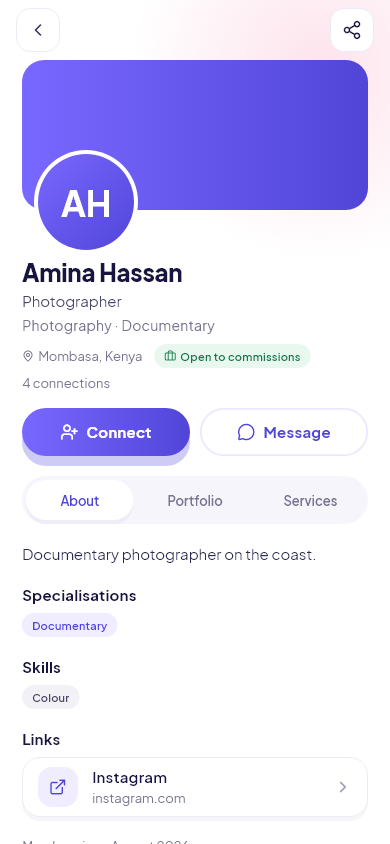 AH
Amina Hassan
Photographer
Photography · Documentary
Mombasa, Kenya Open to commissions
4 connections
Connect Message
About Portfolio Services
Documentary photographer on the coast.
Specialisations
Documentary
Skills
Colour
Links
Instagram
instagram.com